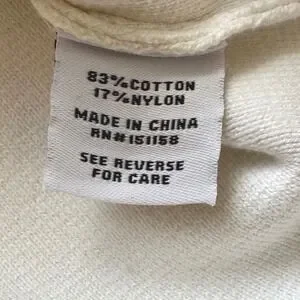 83%COTTON
17%NYLON
MADE IN CHINA
RN#151158
SEE REVERSE
FOR CARE